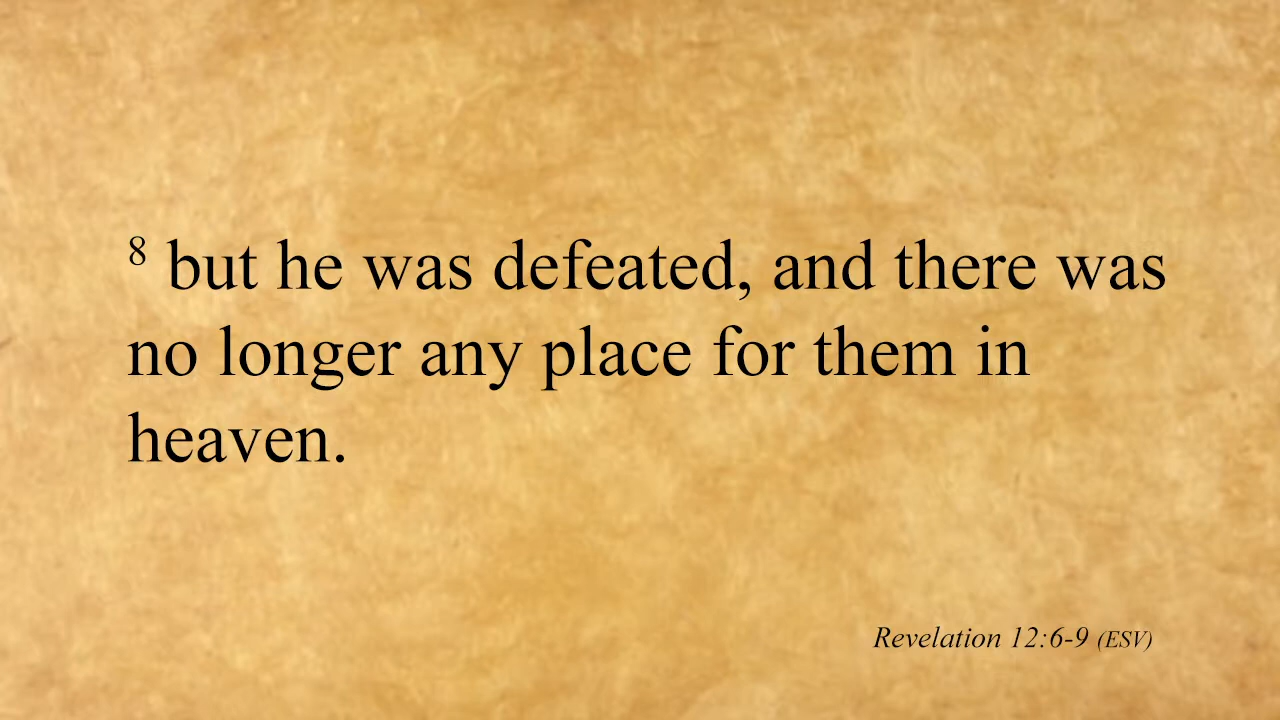 8 but he was defeated, and there was
no longer any place for them in
heaven.
Revelation 12:6-9 (ESV)